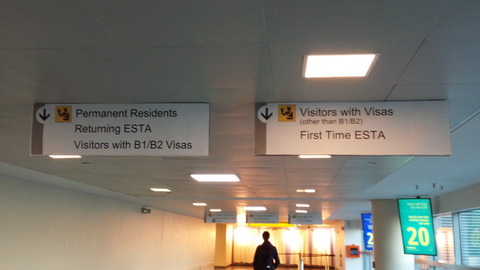 Permanent Residents
Returning ESTA
Visitors with B1/B2 Visas
Visitors with Visas
(other than B1/B2)
First Time ESTA
20